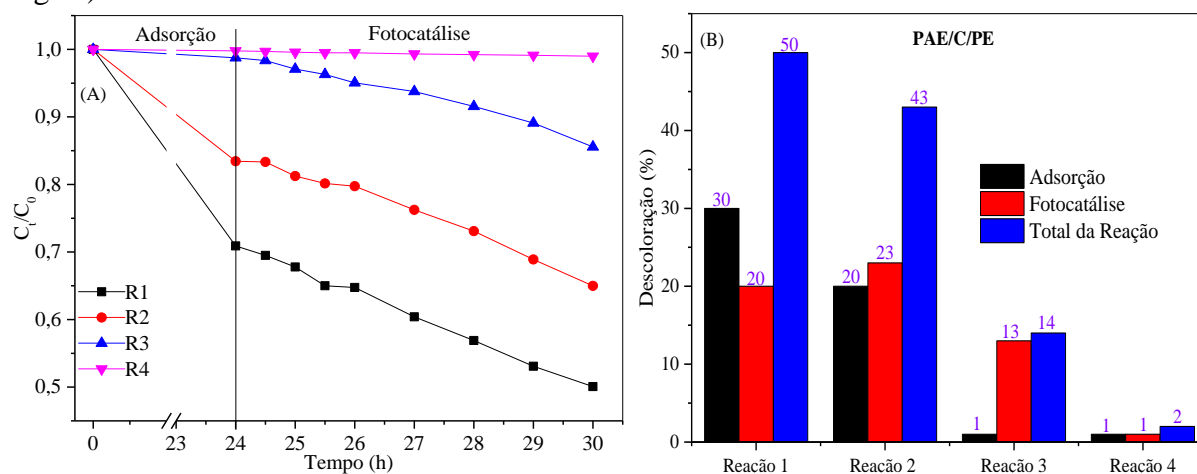 Adsorção Fotocatálise
1,0
(A)
0,9
0,8
0,7
0,6
0,5
C_t/C_0
R1
R2
R3
R4
0 23 24 25 26 27 28 29 30
Tempo (h)
(B) PAE/C/PE
50
40
30
20
10
0
Descoloração (%)
Adsorção
Fotocatálise
Total da Reação
30 20 50
20 23 43
1 13 14
1 1 2
Reação 1 Reação 2 Reação 3 Reação 4